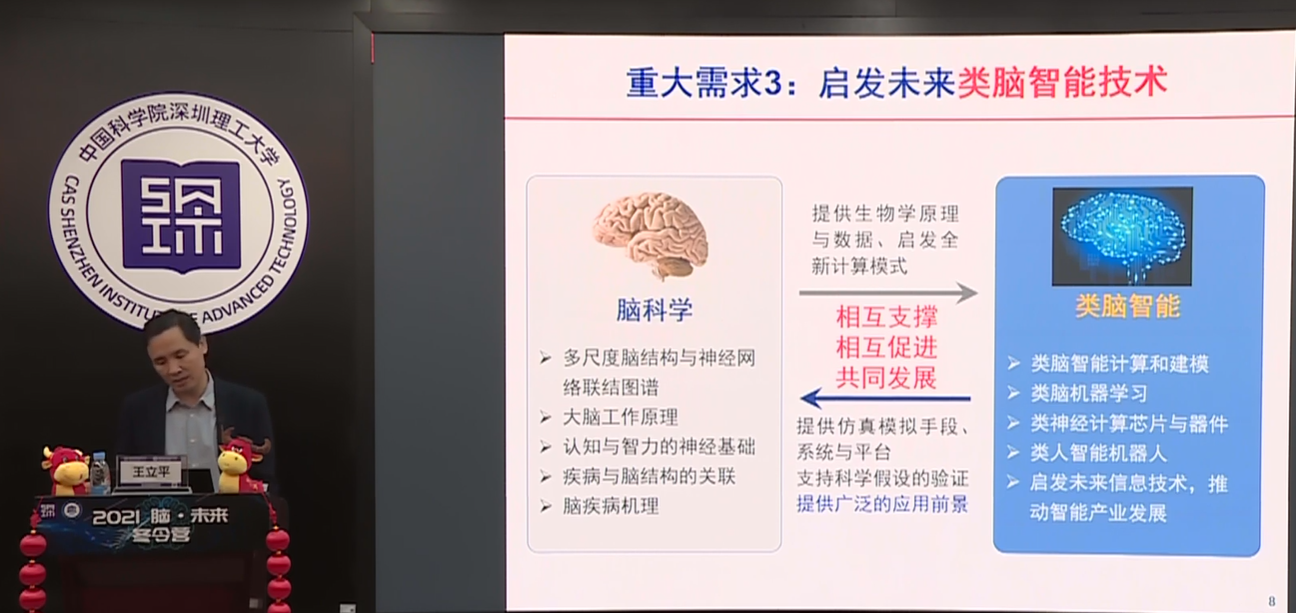 中国科学院深圳理工大学
CAS SHENZHEN INSTITUTE OF ADVANCED TECHNOLOGY
王立平
2021 脑·未来
冬令营
重大需求3：启发未来类脑智能技术
脑科学
➢ 多尺度脑结构与神经网
络联结图谱
➢ 大脑工作原理
➢ 认知与智力的神经基础
➢ 疾病与脑结构的关联
➢ 脑疾病机理
提供生物学原理
与数据、启发全
新计算模式
相互支撑
相互促进
共同发展
提供仿真模拟手段、
系统与平台
支持科学假设的验证
提供广泛的应用前景
类脑智能
➢ 类脑智能计算和建模
➢ 类脑机器学习
➢ 类神经计算芯片与器件
➢ 类人智能机器人
➢ 启发未来信息技术，推
动智能产业发展
8